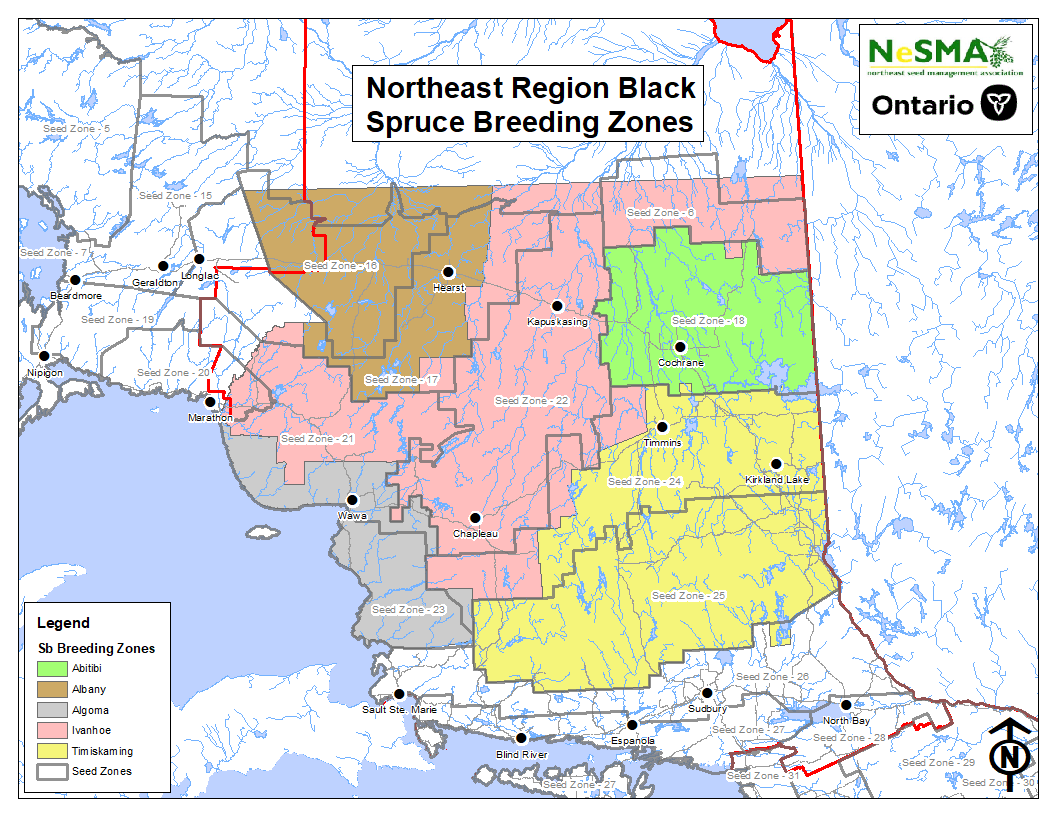 NeSMA
northeast seed management association
Ontario
Northeast Region Black
Spruce Breeding Zones
Seed Zone - 5
Seed Zone - 15
Seed Zone - 6
Seed Zone - 7
Longlac
Geraldton
Seed Zone - 16
Hearst
Beardmore
Kapuskasing
Seed Zone - 19
Seed Zone - 18
Cochrane
Nipigon
Seed Zone - 20
Seed Zone - 17
Marathon
Seed Zone - 22
Seed Zone - 21
Timmins
Seed Zone - 24
Kirkland Lake
Wawa
Chapleau
Seed Zone - 25
Seed Zone - 23
Legend
Sb Breeding Zones
Abitibi
Albany
Algoma
Ivanhoe
Timiskaming
Seed Zones
Seed Zone - 26
Sault Ste. Marie
Sudbury
North Bay
Espanola
Seed Zone - 27
Seed Zone - 28
Blind River
Seed Zone - 29
Seed Zone - 31
Seed Zone - 27
Seed Zone - 30
N